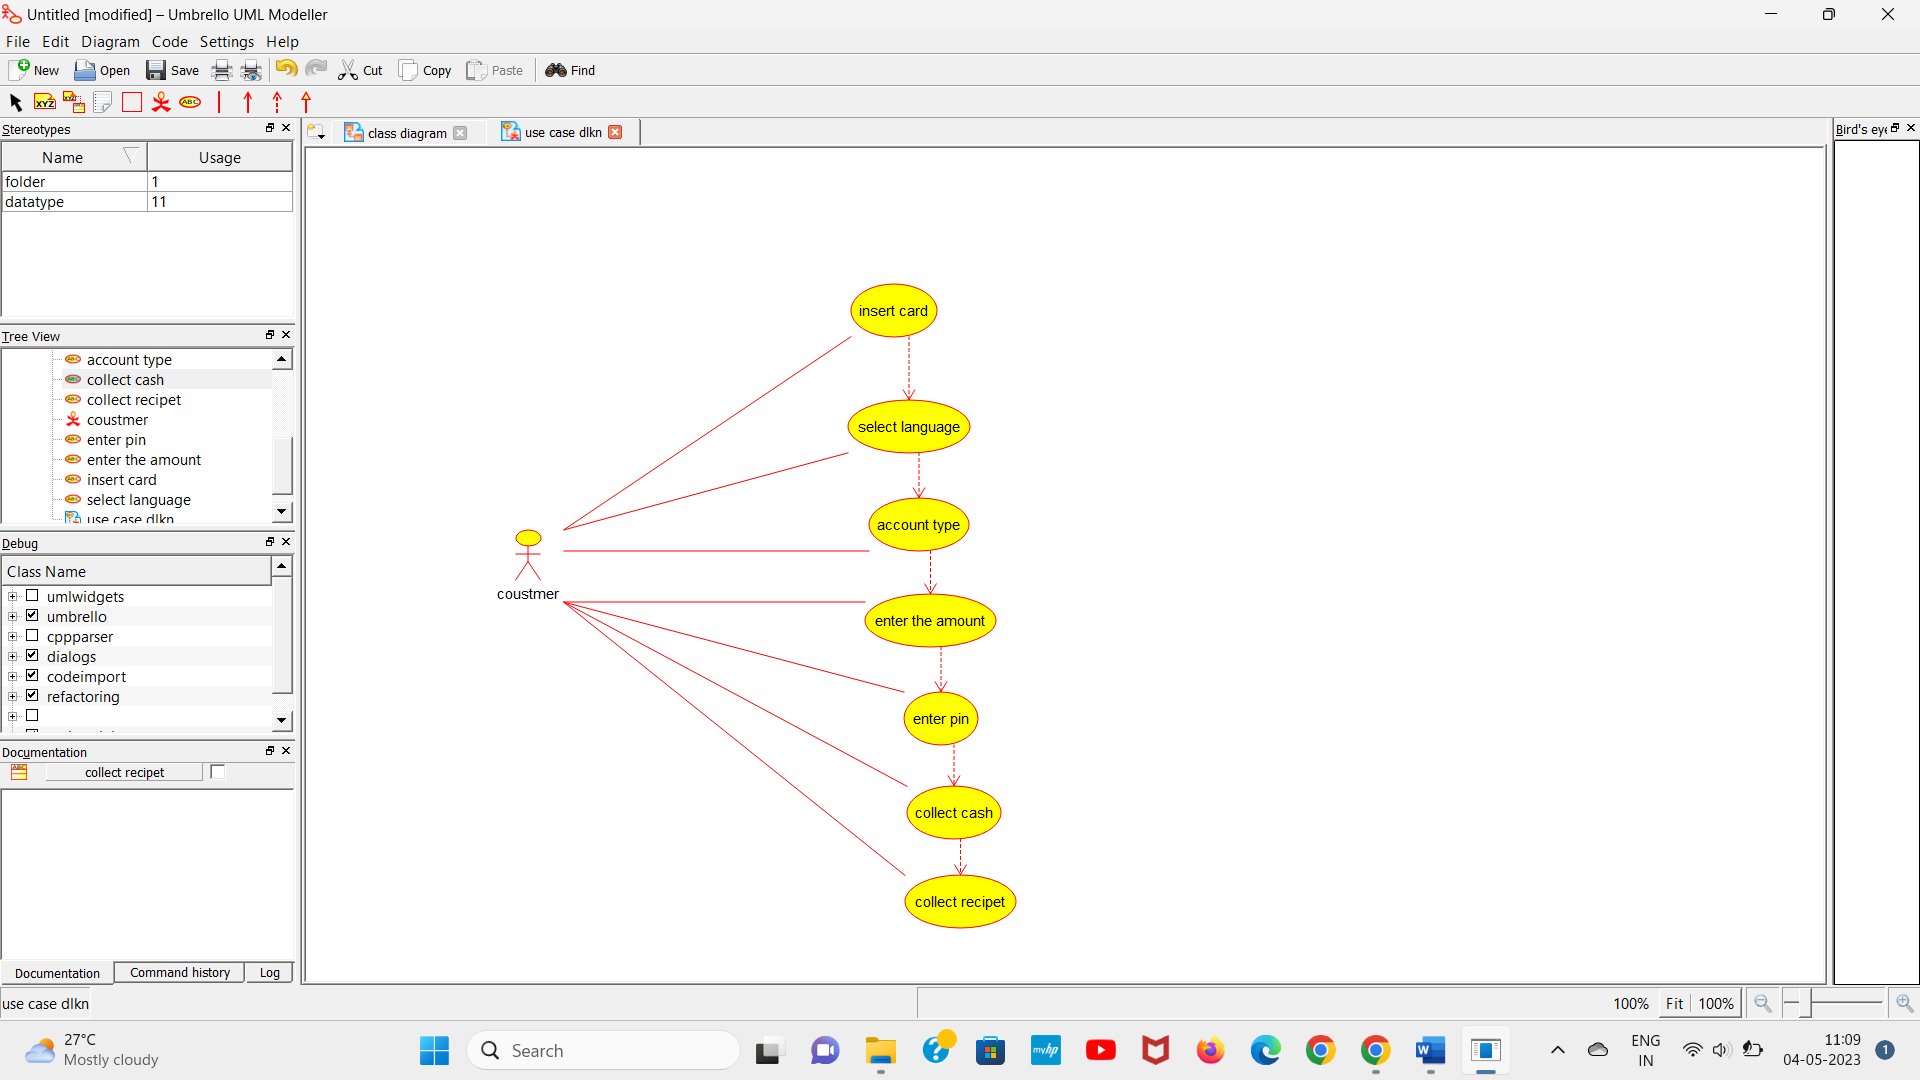 Untitled [modified] – Umbrello UML Modeller
File Edit Diagram Code Settings Help
New Open Save Cut Copy Paste Find
XYZ ABC
Stereotypes
Name Usage
folder 1
datatype 11
Tree View
account type
collect cash
collect recipet
coustmer
enter pin
enter the amount
insert card
select language
use case dlkn
Debug
Class Name
umlwidgets
umbrello
cppparser
dialogs
codeimport
refactoring
Documentation
collect recipet
Documentation Command history Log
class diagram use case dlkn
insert card
select language
account type
enter the amount
enter pin
collect cash
collect recipet
coustmer
Bird's eye
use case dlkn
100% Fit 100%
27°C
Mostly cloudy
Search
myhp
ENG
IN
11:09
04-05-2023
1